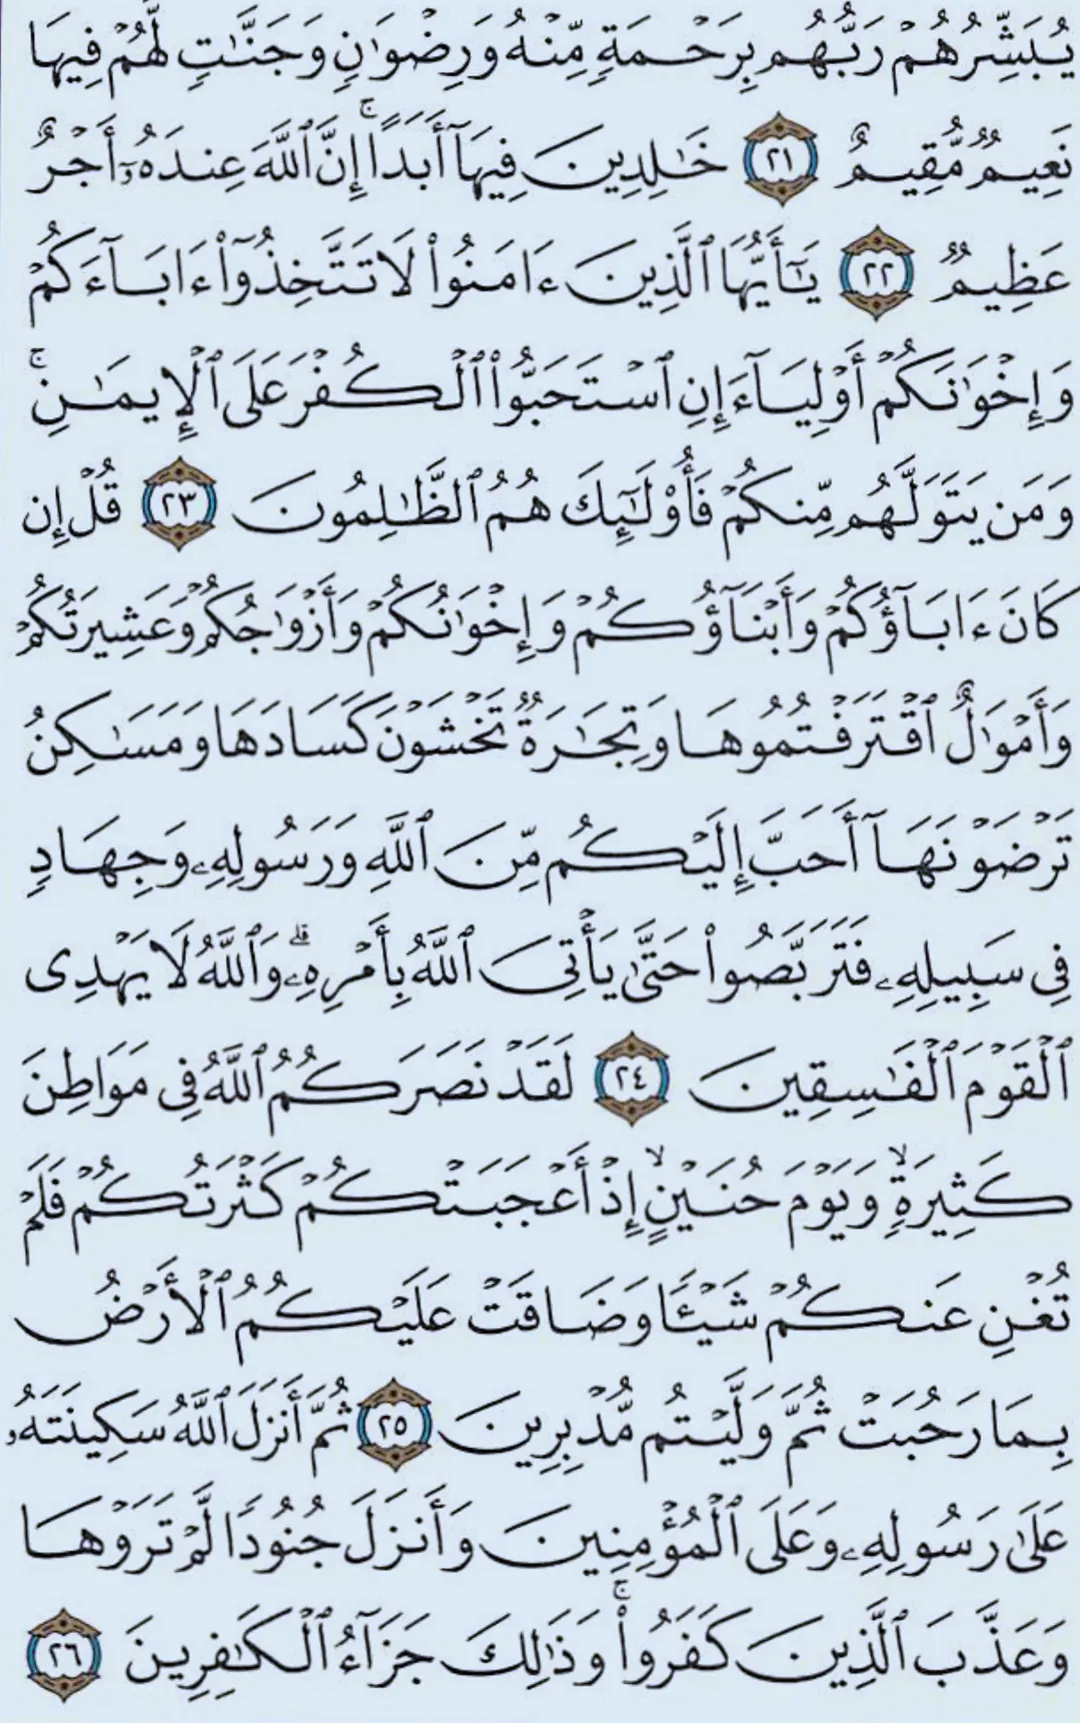 يُبَشِّرُهُمۡ رَبُّهُم بِرَحۡمَةٖ مِّنۡهُ وَرِضۡوَٰنٖ وَجَنَّٰتٖ لَّهُمۡ فِيهَا
نَعِيمٞ مُّقِيمٌ ٢١ خَٰلِدِينَ فِيهَآ أَبَدًاۚ إِنَّ ٱللَّهَ عِندَهُۥٓ أَجۡرٌ
عَظِيمٞ ٢٢ يَٰٓأَيُّهَا ٱلَّذِينَ ءَامَنُواْ لَا تَتَّخِذُوٓاْ ءَابَآءَكُمۡ
وَإِخۡوَٰنَكُمۡ أَوۡلِيَآءَ إِنِ ٱسۡتَحَبُّواْ ٱلۡكُفۡرَ عَلَى ٱلۡإِيمَٰنِۚ
وَمَن يَتَوَلَّهُم مِّنكُمۡ فَأُوْلَٰٓئِكَ هُمُ ٱلظَّٰلِمُونَ ٢٣ قُلۡ إِن
كَانَ ءَابَآؤُكُمۡ وَأَبۡنَآؤُكُمۡ وَإِخۡوَٰنُكُمۡ وَأَزۡوَٰجُكُمۡ وَعَشِيرَتُكُمۡ
وَأَمۡوَٰلٌ ٱقۡتَرَفۡتُمُوهَا وَتِجَٰرَةٞ تَخۡشَوۡنَ كَسَادَهَا وَمَسَٰكِنُ
تَرۡضَوۡنَهَآ أَحَبَّ إِلَيۡكُم مِّنَ ٱللَّهِ وَرَسُولِهِۦ وَجِهَادٖ
فِي سَبِيلِهِۦ فَتَرَبَّصُواْ حَتَّىٰ يَأۡتِيَ ٱللَّهُ بِأَمۡرِهِۦۗ وَٱللَّهُ لَا يَهۡدِي
ٱلۡقَوۡمَ ٱلۡفَٰسِقِينَ ٢٤ لَقَدۡ نَصَرَكُمُ ٱللَّهُ فِي مَوَاطِنَ
كَثِيرَةٖۙ وَيَوۡمَ حُنَيۡنٍۙ إِذۡ أَعۡجَبَتۡكُمۡ كَثۡرَتُكُمۡ فَلَمۡ
تُغۡنِ عَنكُمۡ شَيۡـٔٗا وَضَاقَتۡ عَلَيۡكُمُ ٱلۡأَرۡضُ
بِمَا رَحُبَتۡ ثُمَّ وَلَّيۡتُم مُّدۡبِرِينَ ٢٥ ثُمَّ أَنزَلَ ٱللَّهُ سَكِينَتَهُۥ
عَلَىٰ رَسُولِهِۦ وَعَلَى ٱلۡمُؤۡمِنِينَ وَأَنزَلَ جُنُودٗا لَّمۡ تَرَوۡهَا
وَعَذَّبَ ٱلَّذِينَ كَفَرُواْۚ وَذَٰلِكَ جَزَآءُ ٱلۡكَٰفِرِينَ ٢٦